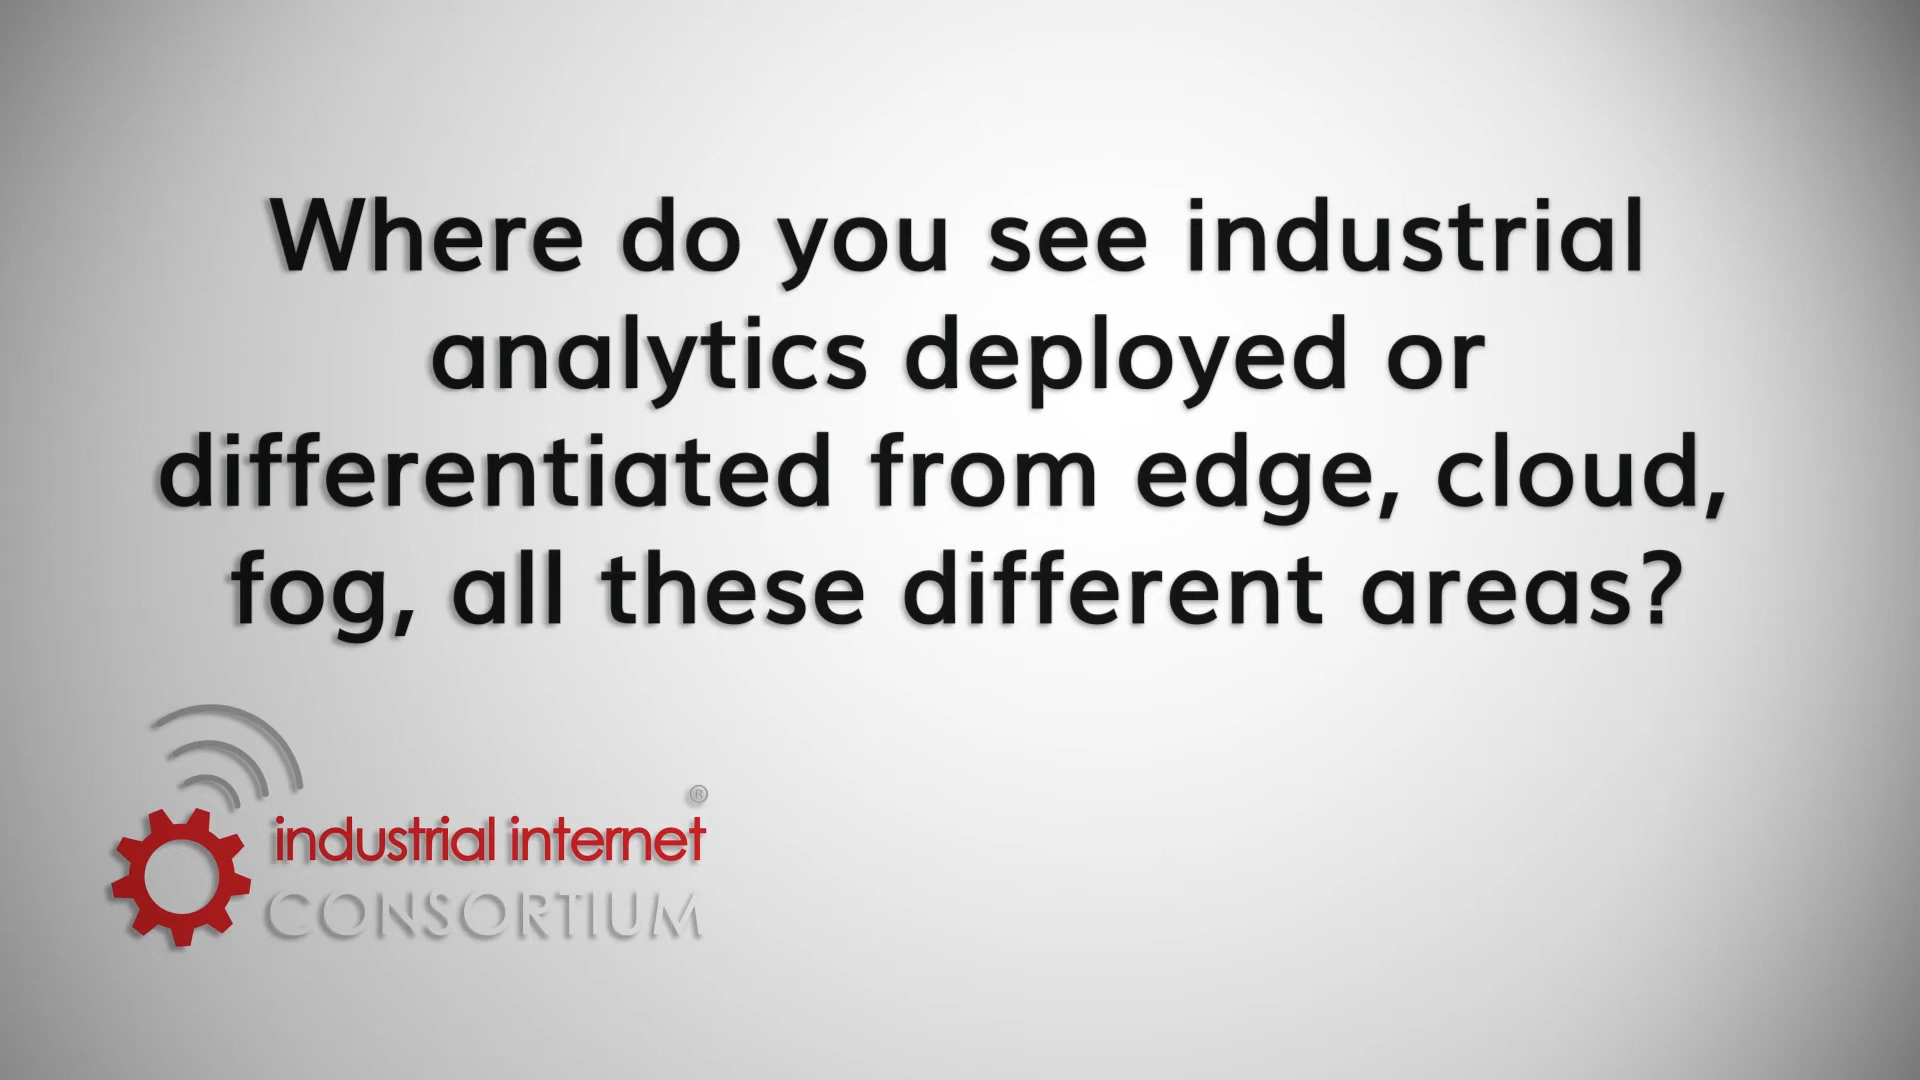 Where do you see industrial
analytics deployed or
differentiated from edge, cloud,
fog, all these different areas?
®
industrial internet
CONSORTIUM